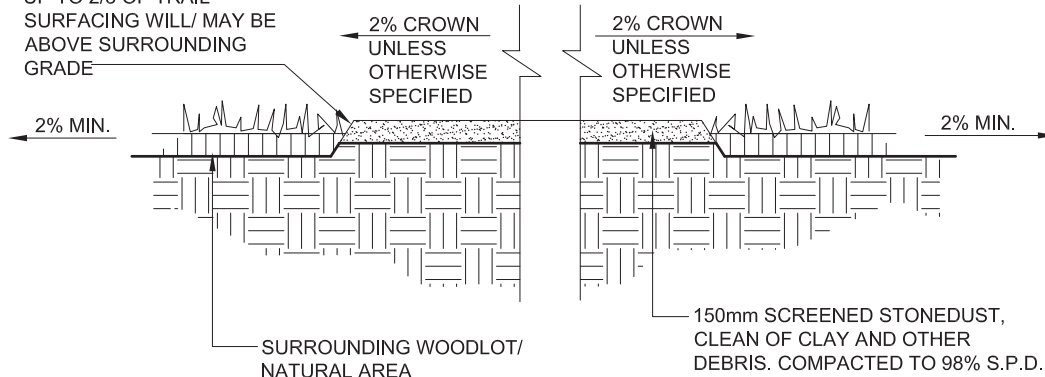 SURFACING WILL/ MAY BE
ABOVE SURROUNDING
GRADE
2% CROWN
UNLESS
OTHERWISE
SPECIFIED
2% CROWN
UNLESS
OTHERWISE
SPECIFIED
2% MIN.
2% MIN.
SURROUNDING WOODLOT/
NATURAL AREA
150mm SCREENED STONEDUST,
CLEAN OF CLAY AND OTHER
DEBRIS. COMPACTED TO 98% S.P.D.